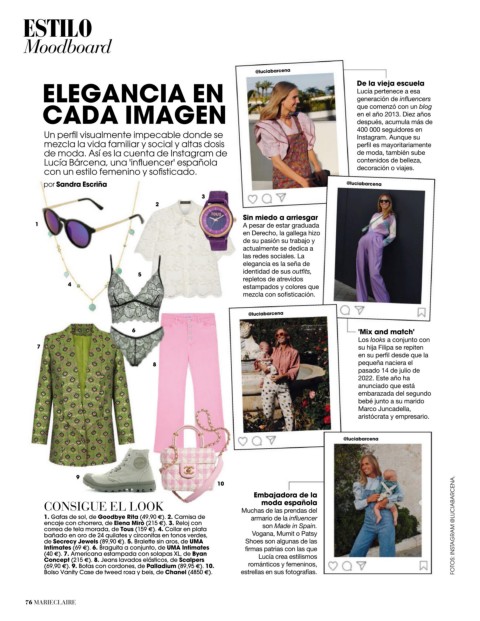 ESTILO
Moodboard
ELEGANCIA EN
CADA IMAGEN
Un perfil visualmente impecable donde se
mezcla la vida familiar y social y altas dosis
de moda. Así es la cuenta de Instagram de
Lucía Bárcena, una 'influencer' española
con un estilo femenino y sofisticado.
por Sandra Escriña
@luciabarcena
De la vieja escuela
Lucía pertenece a esa
generación de influencers
que comenzó con un blog
en el año 2013. Diez años
después, acumula más de
400 000 seguidores en
Instagram. Aunque su
perfil es mayoritariamente
de moda, también sube
contenidos de belleza,
decoración o viajes.
@luciabarcena
Sin miedo a arriesgar
A pesar de estar graduada
en Derecho, la gallega hizo
de su pasión su trabajo y
actualmente se dedica a
las redes sociales. La
elegancia es la seña de
identidad de sus outfits,
repletos de atrevidos
estampados y colores que
mezcla con sofisticación.
@luciabarcena
'Mix and match'
Los looks a conjunto con
su hija Filipa se repiten
en su perfil desde que la
pequeña naciera el
pasado 14 de julio de
2022. Este año ha
anunciado que está
embarazada del segundo
bebé junto a su marido
Marco Juncadella,
aristócrata y empresario.
@luciabarcena
Embajadora de la
moda española
Muchas de las prendas del
armario de la influencer
son Made in Spain.
Vogana, Mumit o Patsy
Shoes son algunas de las
firmas patrias con las que
Lucía crea estilismos
románticos y femeninos,
estrellas en sus fotografías.
1
2
3
4
5
6
7
8
9
10
CONSIGUE EL LOOK
1. Gafas de sol, de Goodbye Rita (49,90 €). 2. Camisa de
encaje con chorrera, de Elena Mirò (215 €). 3. Reloj con
correa de tela morada, de Tous (159 €). 4. Collar en plata
bañado en oro de 24 quilates y circonitas en tonos verdes,
de Secrecy Jewels (89,90 €). 5. Bralette sin aros, de UMA
Intimates (69 €). 6. Braguita a conjunto, de UMA Intimates
(40 €). 7. Americana estampada con solapas XL, de Ryan
Concept (215 €). 8. Jeans lavados elásticos, de Scalpers
(69,90 €). 9. Botas con cordones, de Palladium (89,95 €). 10.
Bolso Vanity Case de tweed rosa y beis, de Chanel (4850 €).
FOTOS: INSTAGRAM @LUCIABARCENA.
76 MARIECLAIRE